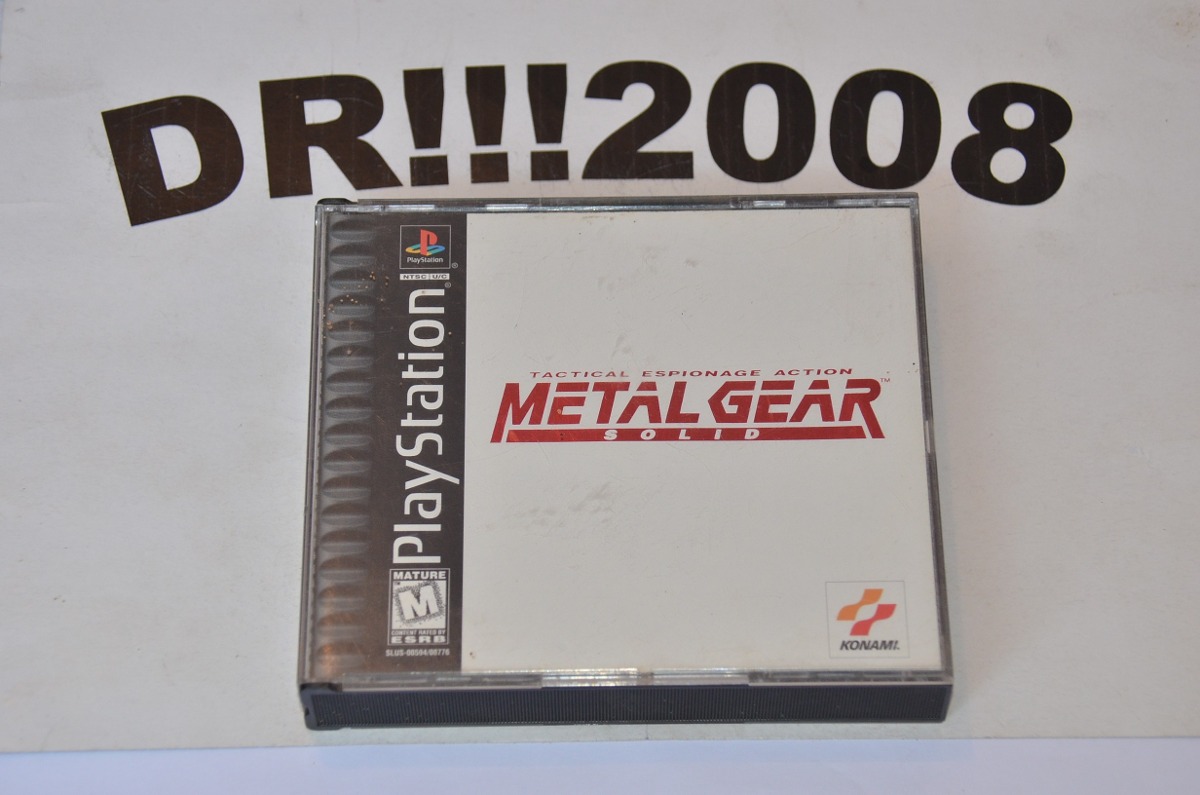 DR!!!2008
PlayStation
NTSC U/C
PlayStation
TACTICAL ESPIONAGE ACTION
METAL GEAR
SOLID
TM
MATURE
M
CONTENT RATED BY
ESRB
SLUS-00594/00776
KONAMI